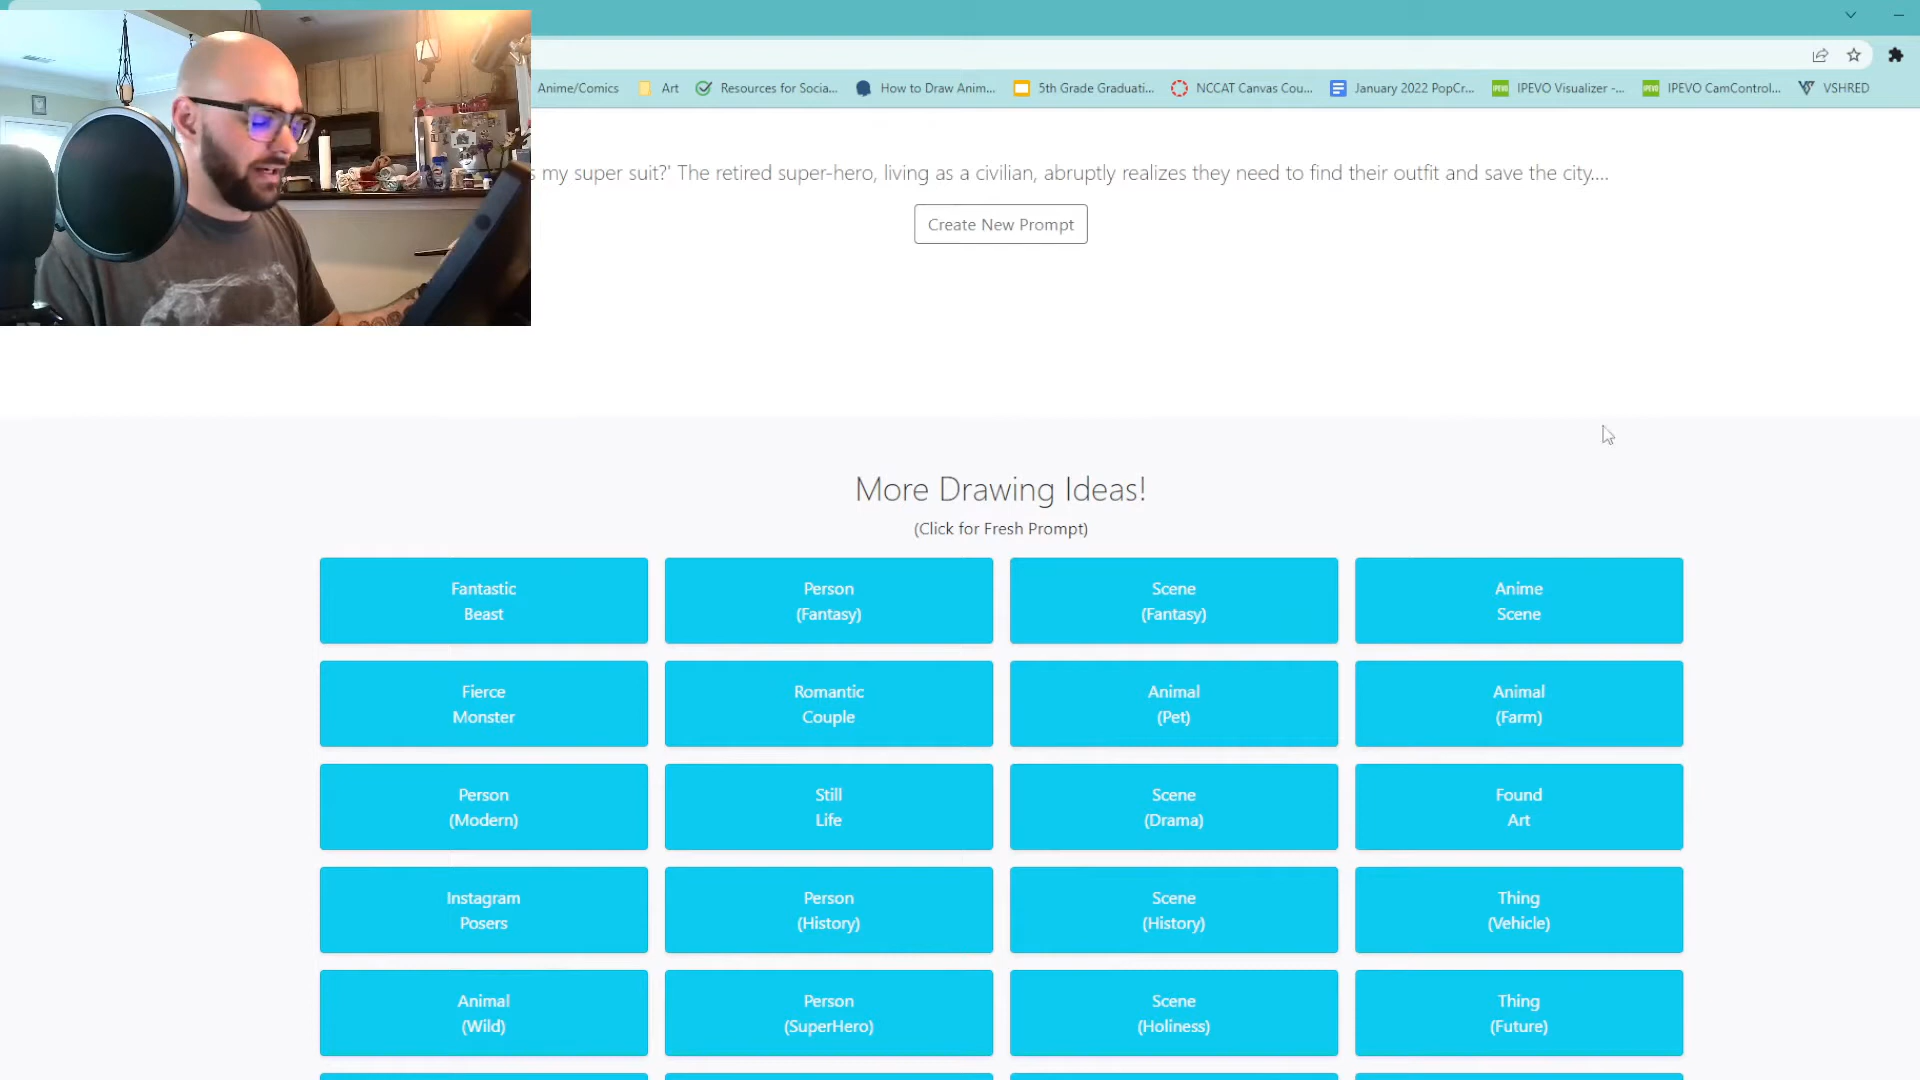 Anime/Comics
Art
Resources for Socia...
How to Draw Anim...
5th Grade Graduati...
NCCAT Canvas Cou...
January 2022 PopCr...
IPEVO Visualizer -...
IPEVO CamControl...
VSHRED
s my super suit?' The retired super-hero, living as a civilian, abruptly realizes they need to find their outfit and save the city....
Create New Prompt
More Drawing Ideas!
(Click for Fresh Prompt)
Fantastic
Beast
Person
(Fantasy)
Scene
(Fantasy)
Anime
Scene
Fierce
Monster
Romantic
Couple
Animal
(Pet)
Animal
(Farm)
Person
(Modern)
Still
Life
Scene
(Drama)
Found
Art
Instagram
Posers
Person
(History)
Scene
(History)
Thing
(Vehicle)
Animal
(Wild)
Person
(SuperHero)
Scene
(Holiness)
Thing
(Future)